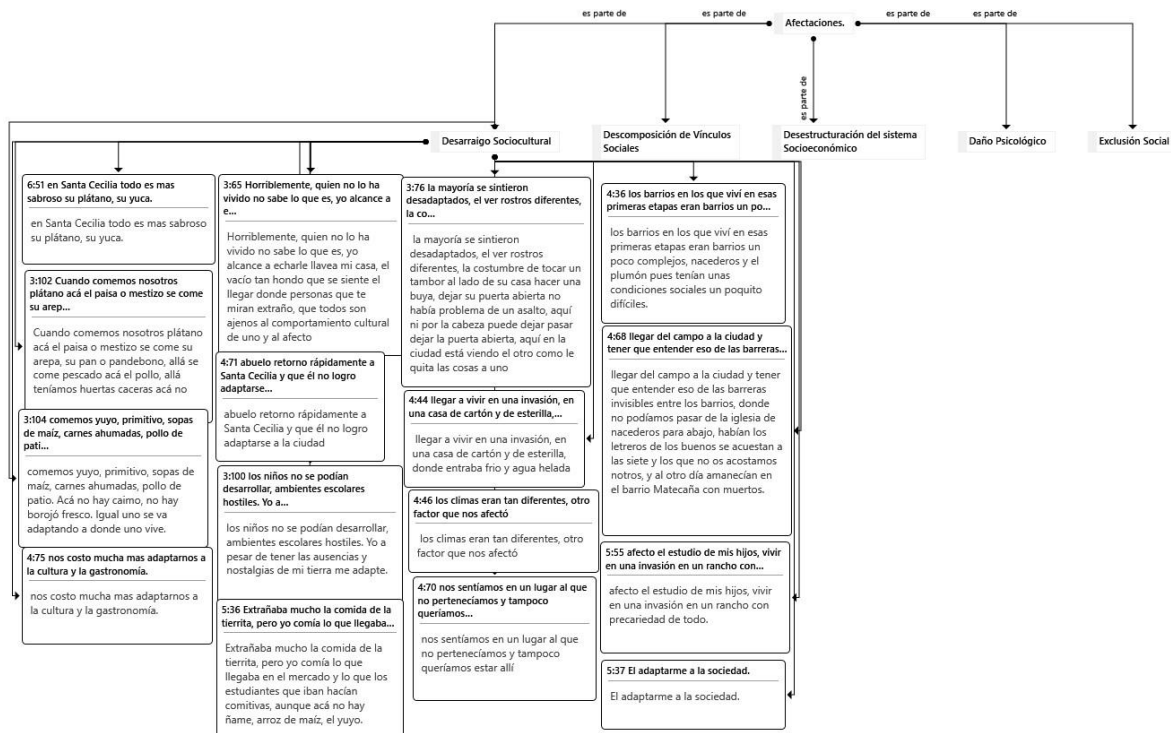 es parte de
es parte de
Afectaciones.
es parte de
es parte de
es parte de
Desarraigo Sociocultural
Descomposición de Vínculos
Sociales
Desestructuración del sistema
Socioeconómico
Daño Psicológico
Exclusión Social
6:51 en Santa Cecilia todo es mas
sabroso su plátano, su yuca.
en Santa Cecilia todo es mas sabroso
su plátano, su yuca.
3:102 Cuando comemos nosotros
plátano acá el paisa o mestizo se come
su arep...
Cuando comemos nosotros plátano
acá el paisa o mestizo se come su
arepa, su pan o pandebono, allá se
come pescado acá el pollo, allá
teníamos huertas caceras acá no
3:104 comemos yuyo, primitivo, sopas
de maíz, carnes ahumadas, pollo de
pati...
comemos yuyo, primitivo, sopas de
maíz, carnes ahumadas, pollo de
patio. Acá no hay caimo, no hay
borojó fresco. Igual uno se va
adaptando a donde uno vive.
4:75 nos costo mucha mas adaptarnos a
la cultura y la gastronomía.
nos costo mucha mas adaptarnos a
la cultura y la gastronomía.
3:65 Horriblemente, quien no lo ha
vivido no sabe lo que es, yo alcance a
e...
Horriblemente, quien no lo ha
vivido no sabe lo que es, yo
alcance a echarle llavea mi casa, el
vacío tan hondo que se siente el
llegar donde personas que te
miran extraño, que todos son
ajenos al comportamiento cultural
de uno y al afecto
4:71 abuelo retorno rápidamente a
Santa Cecilia y que él no logro
adaptarse...
abuelo retorno rápidamente a
Santa Cecilia y que él no logro
adaptarse a la ciudad
3:100 los niños no se podían
desarrollar, ambientes escolares
hostiles. Yo a...
los niños no se podían desarrollar,
ambientes escolares hostiles. Yo a
pesar de tener las ausencias y
nostalgias de mi tierra me adapte.
5:36 Extrañaba mucho la comida de la
tierrita, pero yo comía lo que llegaba...
Extrañaba mucho la comida de la
tierrita, pero yo comía lo que
llegaba en el mercado y lo que los
estudiantes que iban hacían
comitivas, aunque acá no hay
ñame, arroz de maíz, el yuyo.
3:76 la mayoría se sintieron
desadaptados, el ver rostros diferentes,
la co...
la mayoría se sintieron
desadaptados, el ver rostros
diferentes, la costumbre de tocar un
tambor al lado de su casa hacer una
buya, dejar su puerta abierta no
había problema de un asalto, aquí
ni por la cabeza puede dejar pasar
dejar la puerta abierta, aquí en la
ciudad está viendo el otro como le
quita las cosas a uno
4:44 llegar a vivir en una invasión, en
una casa de cartón y de esterilla,...
llegar a vivir en una invasión, en
una casa de cartón y de esterilla,
donde entraba frio y agua helada
4:46 los climas eran tan diferentes, otro
factor que nos afectó
los climas eran tan diferentes, otro
factor que nos afectó
4:70 nos sentíamos en un lugar al que
no pertenecíamos y tampoco
queríamos...
nos sentíamos en un lugar al que
no pertenecíamos y tampoco
queríamos estar allí
4:36 los barrios en los que viví en esas
primeras etapas eran barrios un po...
los barrios en los que viví en esas
primeras etapas eran barrios un
poco complejos, nacederos y el
plumón pues tenían unas
condiciones sociales un poquito
difíciles.
4:68 llegar del campo a la ciudad y
tener que entender eso de las barreras...
llegar del campo a la ciudad y tener
que entender eso de las barreras
invisibles entre los barrios, donde
no podíamos pasar de la iglesia de
nacederos para abajo, habían los
letreros de los buenos se acuestan a
las siete y los que no os acostamos
notros, y al otro día amanecían en
el barrio Matecaña con muertos.
5:55 afecto el estudio de mis hijos, vivir
en una invasión en un rancho con...
afecto el estudio de mis hijos, vivir
en una invasión en un rancho con
precariedad de todo.
5:37 El adaptarme a la sociedad.
El adaptarme a la sociedad.